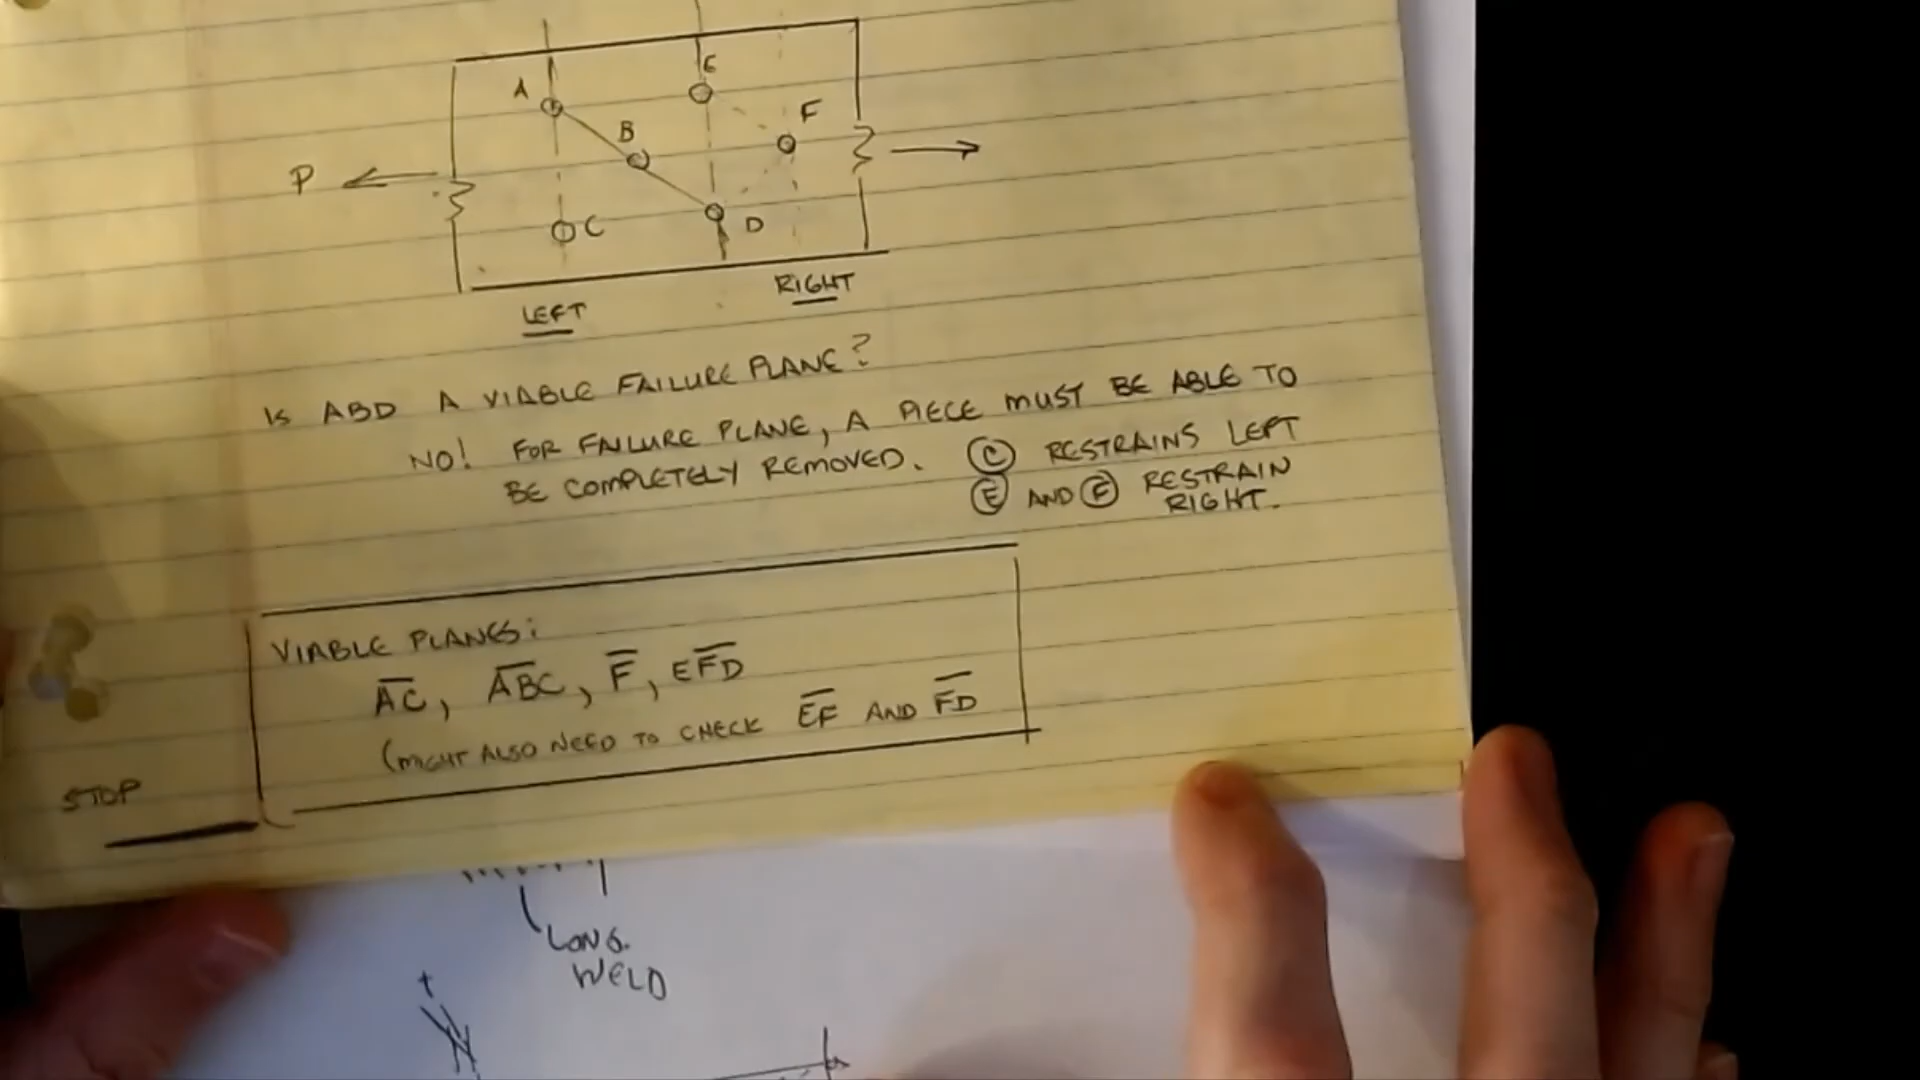 A
E
F
B
P
C
D
RIGHT
LEFT
IS ABD A VIABLE FAILURE PLANE?
NO! FOR FAILURE PLANE, A PIECE MUST BE ABLE TO
BE COMPLETELY REMOVED. C RESTRAINS LEFT
E AND F RESTRAIN
RIGHT.
VIABLE PLANES:
AC, ABC, F, EFD
(MIGHT ALSO NEED TO CHECK EF AND FD
STOP
LONG.
WELD
t